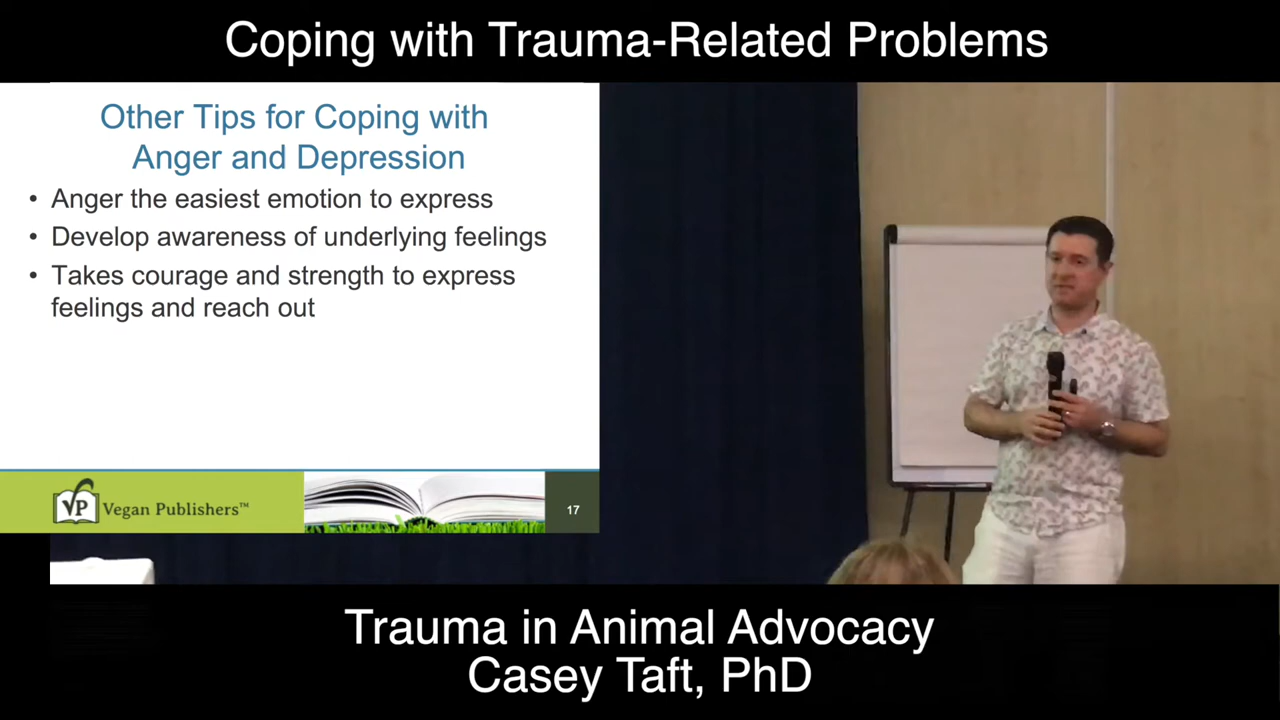 Coping with Trauma-Related Problems
Other Tips for Coping with
Anger and Depression
• Anger the easiest emotion to express
• Develop awareness of underlying feelings
• Takes courage and strength to express
feelings and reach out
VP Vegan Publishers™
17
Trauma in Animal Advocacy
Casey Taft, PhD